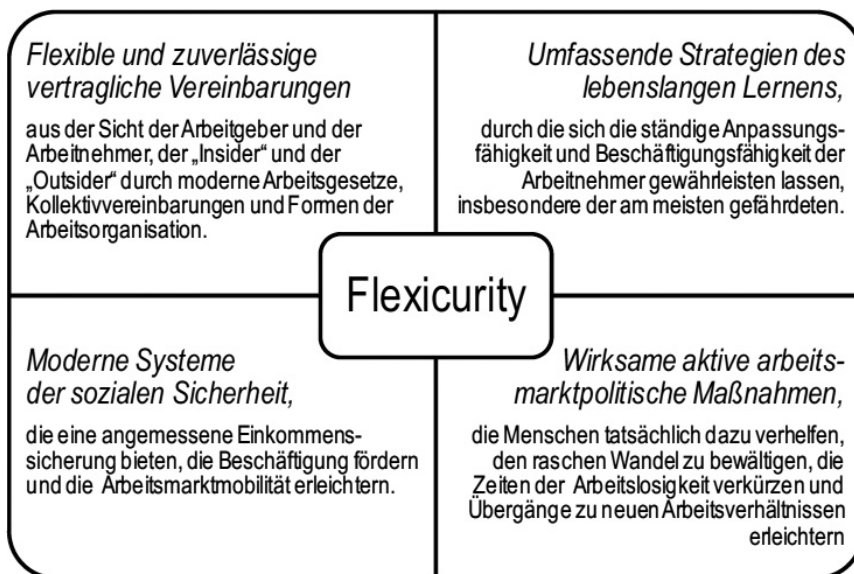 Flexible und zuverlässige
vertragliche Vereinbarungen
aus der Sicht der Arbeitgeber und der
Arbeitnehmer, der „Insider“ und der
„Outsider“ durch moderne Arbeitsgesetze,
Kollektivvereinbarungen und Formen der
Arbeitsorganisation.
Umfassende Strategien des
lebenslangen Lernens,
durch die sich die ständige Anpassungs-
fähigkeit und Beschäftigungsfähigkeit der
Arbeitnehmer gewährleisten lassen,
insbesondere der am meisten gefährdeten.
Flexicurity
Moderne Systeme
der sozialen Sicherheit,
die eine angemessene Einkommens-
sicherung bieten, die Beschäftigung fördern
und die Arbeitsmarktmobilität erleichtern.
Wirksame aktive arbeits-
marktpolitische Maßnahmen,
die Menschen tatsächlich dazu verhelfen,
den raschen Wandel zu bewältigen, die
Zeiten der Arbeitslosigkeit verkürzen und
Übergänge zu neuen Arbeitsverhältnissen
erleichtern